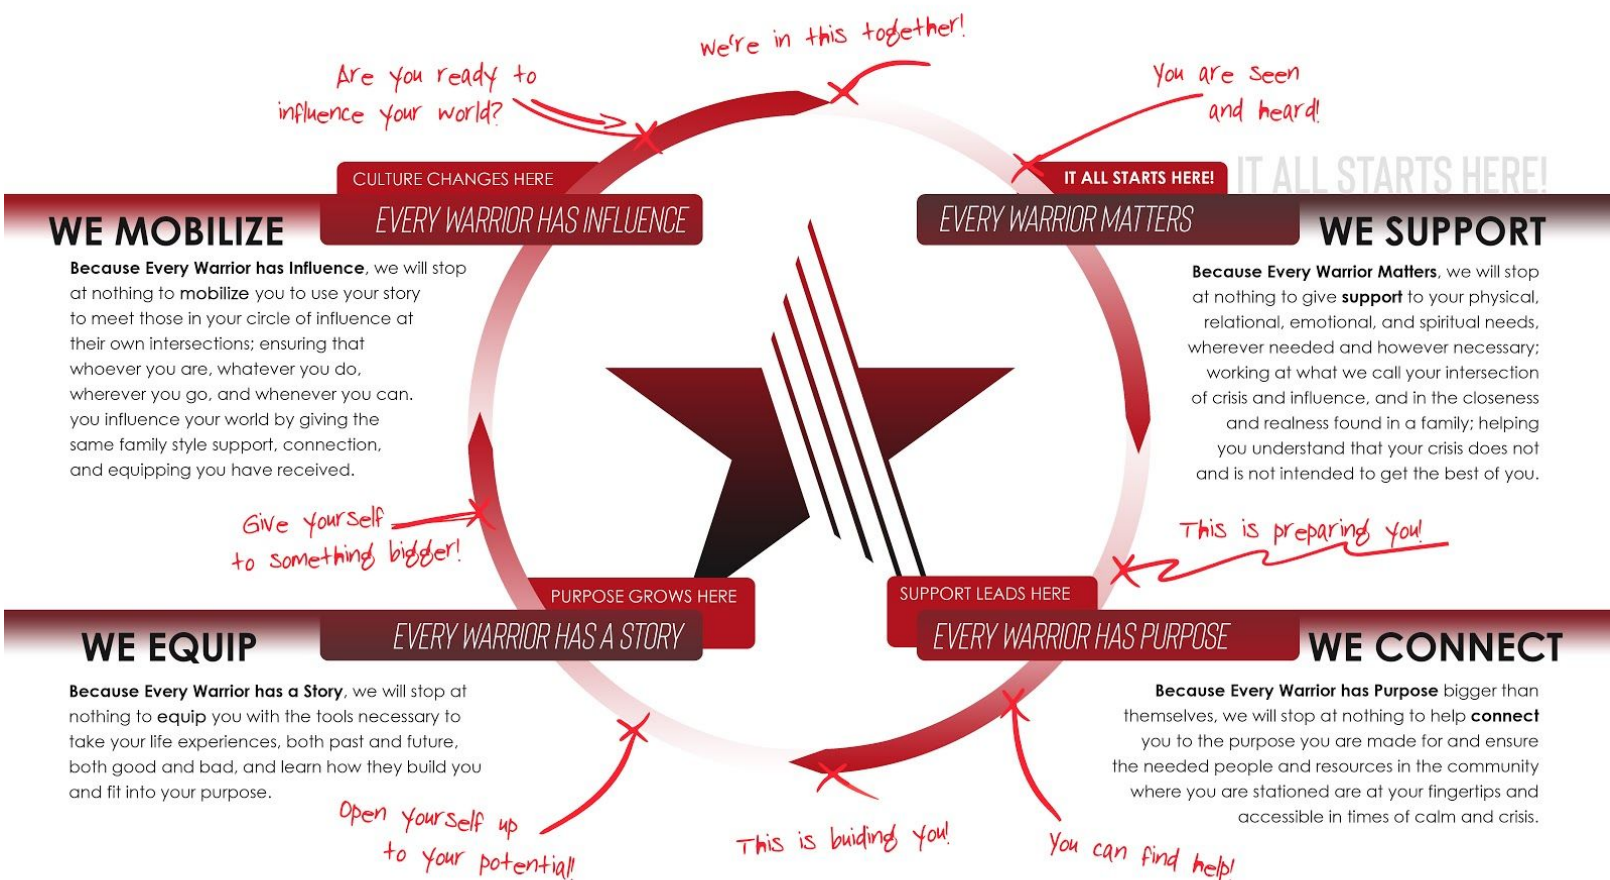 We're in this together!
Are you ready to
influence your world?
You are seen
and heard!
CULTURE CHANGES HERE
EVERY WARRIOR HAS INFLUENCE
WE MOBILIZE
Because Every Warrior has Influence, we will stop
at nothing to mobilize you to use your story
to meet those in your circle of influence at
their own intersections; ensuring that
whoever you are, whatever you do,
wherever you go, and whenever you can.
you influence your world by giving the
same family style support, connection,
and equipping you have received.
IT ALL STARTS HERE!
IT ALL STARTS HERE!
EVERY WARRIOR MATTERS
WE SUPPORT
Because Every Warrior Matters, we will stop
at nothing to give support to your physical,
relational, emotional, and spiritual needs,
wherever needed and however necessary;
working at what we call your intersection
of crisis and influence, and in the closeness
and realness found in a family; helping
you understand that your crisis does not
and is not intended to get the best of you.
Give yourself
to something bigger!
This is preparing you!
PURPOSE GROWS HERE
EVERY WARRIOR HAS A STORY
WE EQUIP
Because Every Warrior has a Story, we will stop at
nothing to equip you with the tools necessary to
take your life experiences, both past and future,
both good and bad, and learn how they build you
and fit into your purpose.
SUPPORT LEADS HERE
EVERY WARRIOR HAS PURPOSE
WE CONNECT
Because Every Warrior has Purpose bigger than
themselves, we will stop at nothing to help connect
you to the purpose you are made for and ensure
the needed people and resources in the community
where you are stationed are at your fingertips and
accessible in times of calm and crisis.
Open yourself up
to your potential!
This is buiding you!
You can find help!